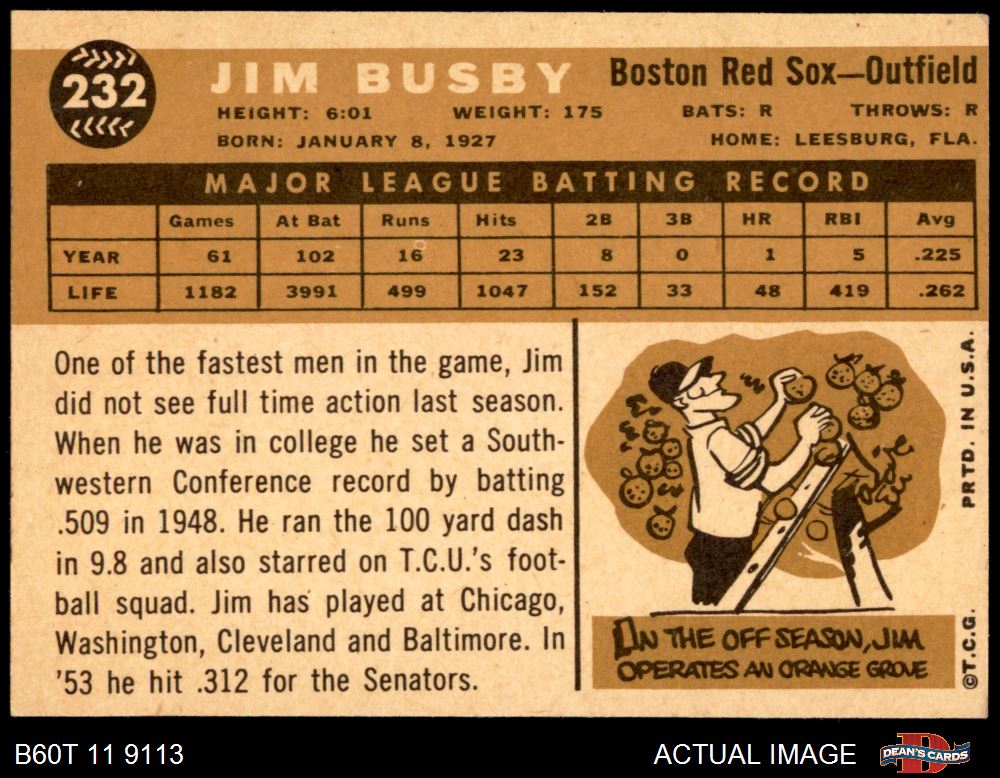 232
JIM BUSBY Boston Red Sox—Outfield
HEIGHT: 6:01 WEIGHT: 175 BATS: R THROWS: R
BORN: JANUARY 8, 1927 HOME: LEESBURG, FLA.
MAJOR LEAGUE BATTING RECORD
Games At Bat Runs Hits 2B 3B HR RBI Avg
YEAR 61 102 16 23 8 0 1 5 .225
LIFE 1182 3991 499 1047 152 33 48 419 .262
One of the fastest men in the game, Jim
did not see full time action last season.
When he was in college he set a South-
western Conference record by batting
.509 in 1948. He ran the 100 yard dash
in 9.8 and also starred on T.C.U.'s foot-
ball squad. Jim has played at Chicago,
Washington, Cleveland and Baltimore. In
'53 he hit .312 for the Senators.
IN THE OFF SEASON, JIM
OPERATES AN ORANGE GROVE
©T.C.G. PRTD. IN U.S.A.
B60T 11 9113 ACTUAL IMAGE DEAN'S CARDS